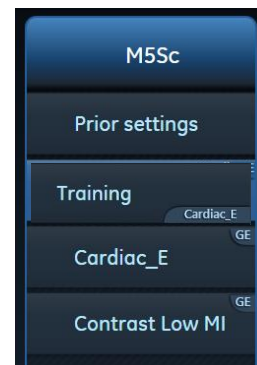 M5Sc
Prior settings
Training
Cardiac_E
GE
Cardiac_E
GE
Contrast Low MI